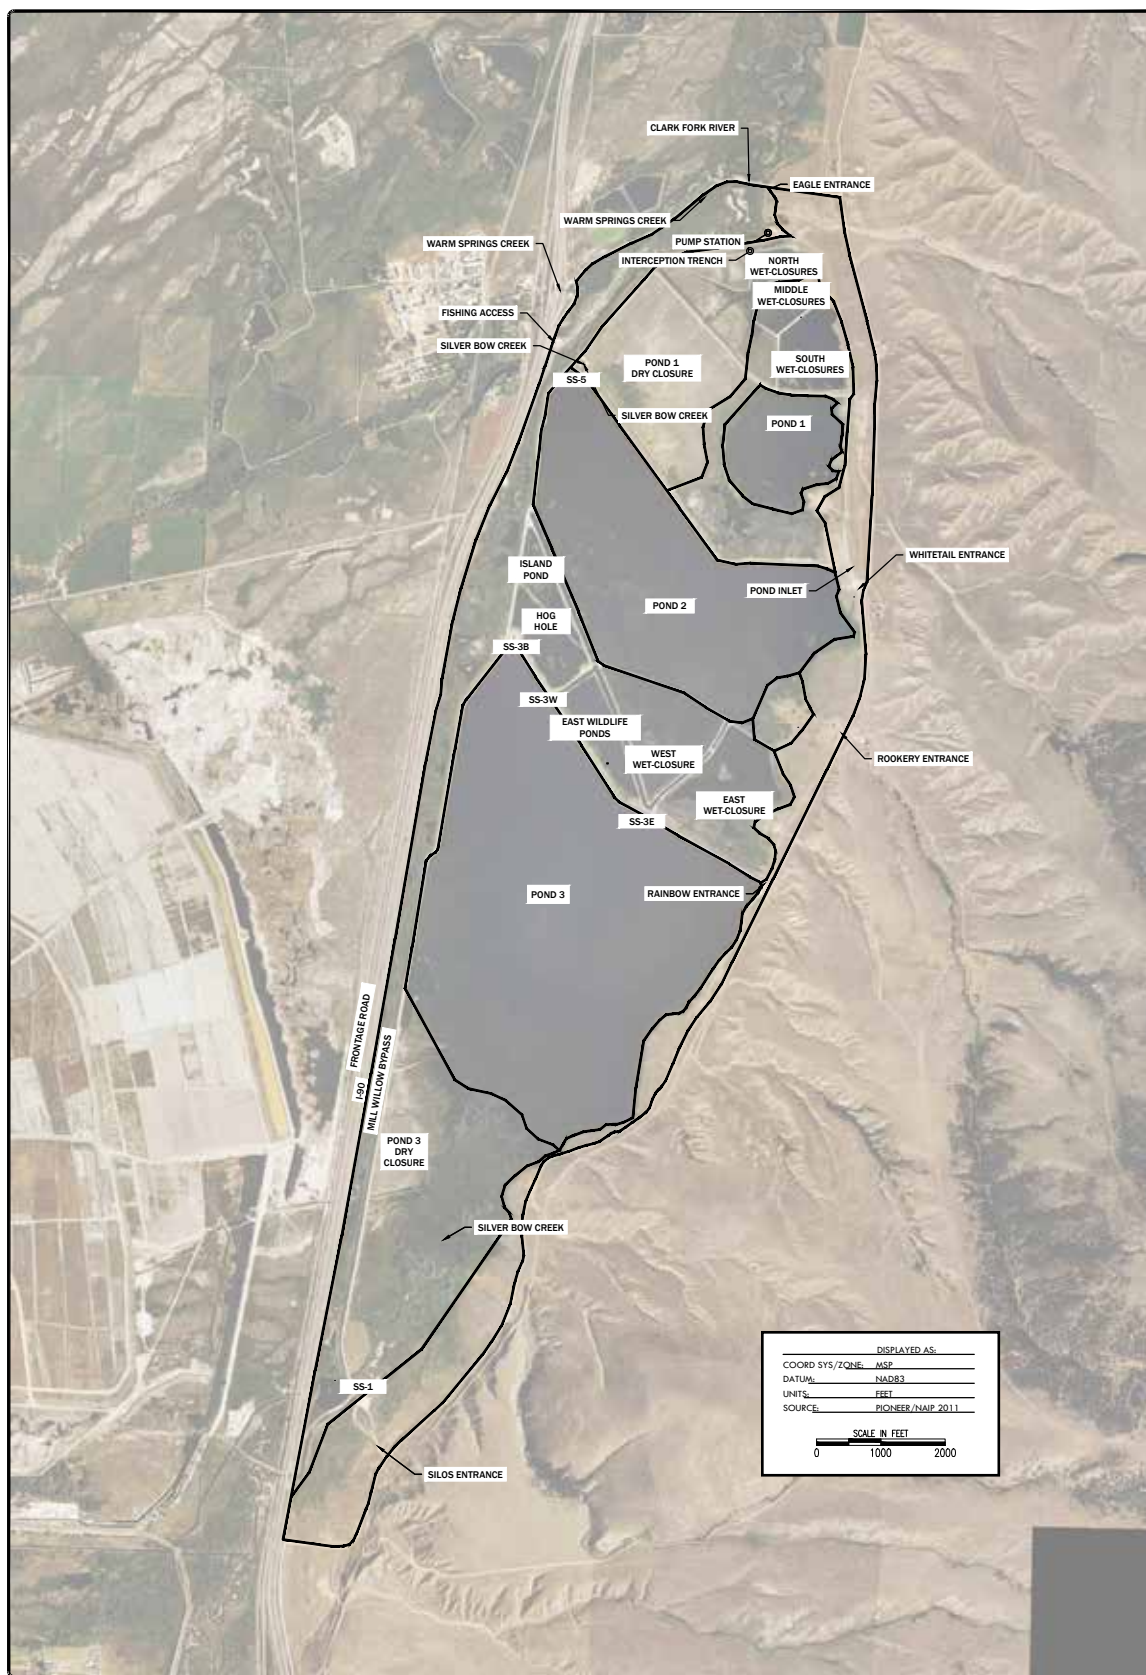 CLARK FORK RIVER
EAGLE ENTRANCE
WARM SPRINGS CREEK
PUMP STATION
WARM SPRINGS CREEK
INTERCEPTION TRENCH
NORTH
WET-CLOSURES
MIDDLE
WET-CLOSURES
FISHING ACCESS
SILVER BOW CREEK
POND 1
DRY CLOSURE
SOUTH
WET-CLOSURES
SS-5
SILVER BOW CREEK
POND 1
WHITETAIL ENTRANCE
ISLAND
POND
POND INLET
POND 2
HOG
HOLE
SS-3B
SS-3W
EAST WILDLIFE
PONDS
WEST
WET-CLOSURE
ROOKERY ENTRANCE
EAST
WET-CLOSURE
SS-3E
POND 3
RAINBOW ENTRANCE
FRONTAGE ROAD
I-90
MILL WILLOW BYPASS
POND 3
DRY
CLOSURE
SILVER BOW CREEK
SS-1
SILOS ENTRANCE
DISPLAYED AS:
COORD SYS/ZONE: MSP
DATUM: NAD83
UNITS: FEET
SOURCE: PIONEER/NAIP 2011
SCALE IN FEET
0 1000 2000